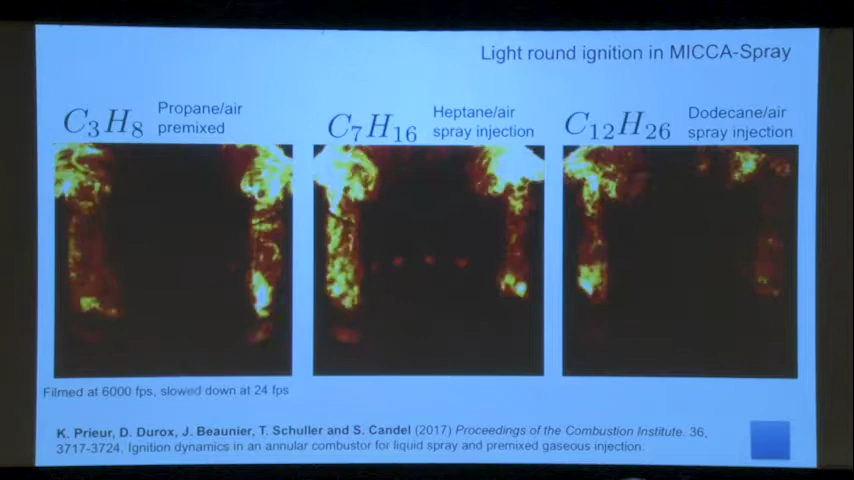 Light round ignition in MICCA-Spray
C₃H₈
Propane/air
premixed
C₇H₁₆
Heptane/air
spray injection
C₁₂H₂₆
Dodecane/air
spray injection
Filmed at 6000 fps, slowed down at 24 fps
K. Prieur, D. Durox, J. Beaunier, T. Schuller and S. Candel (2017) Proceedings of the Combustion Institute. 36,
3717-3724. Ignition dynamics in an annular combustor for liquid spray and premixed gaseous injection.